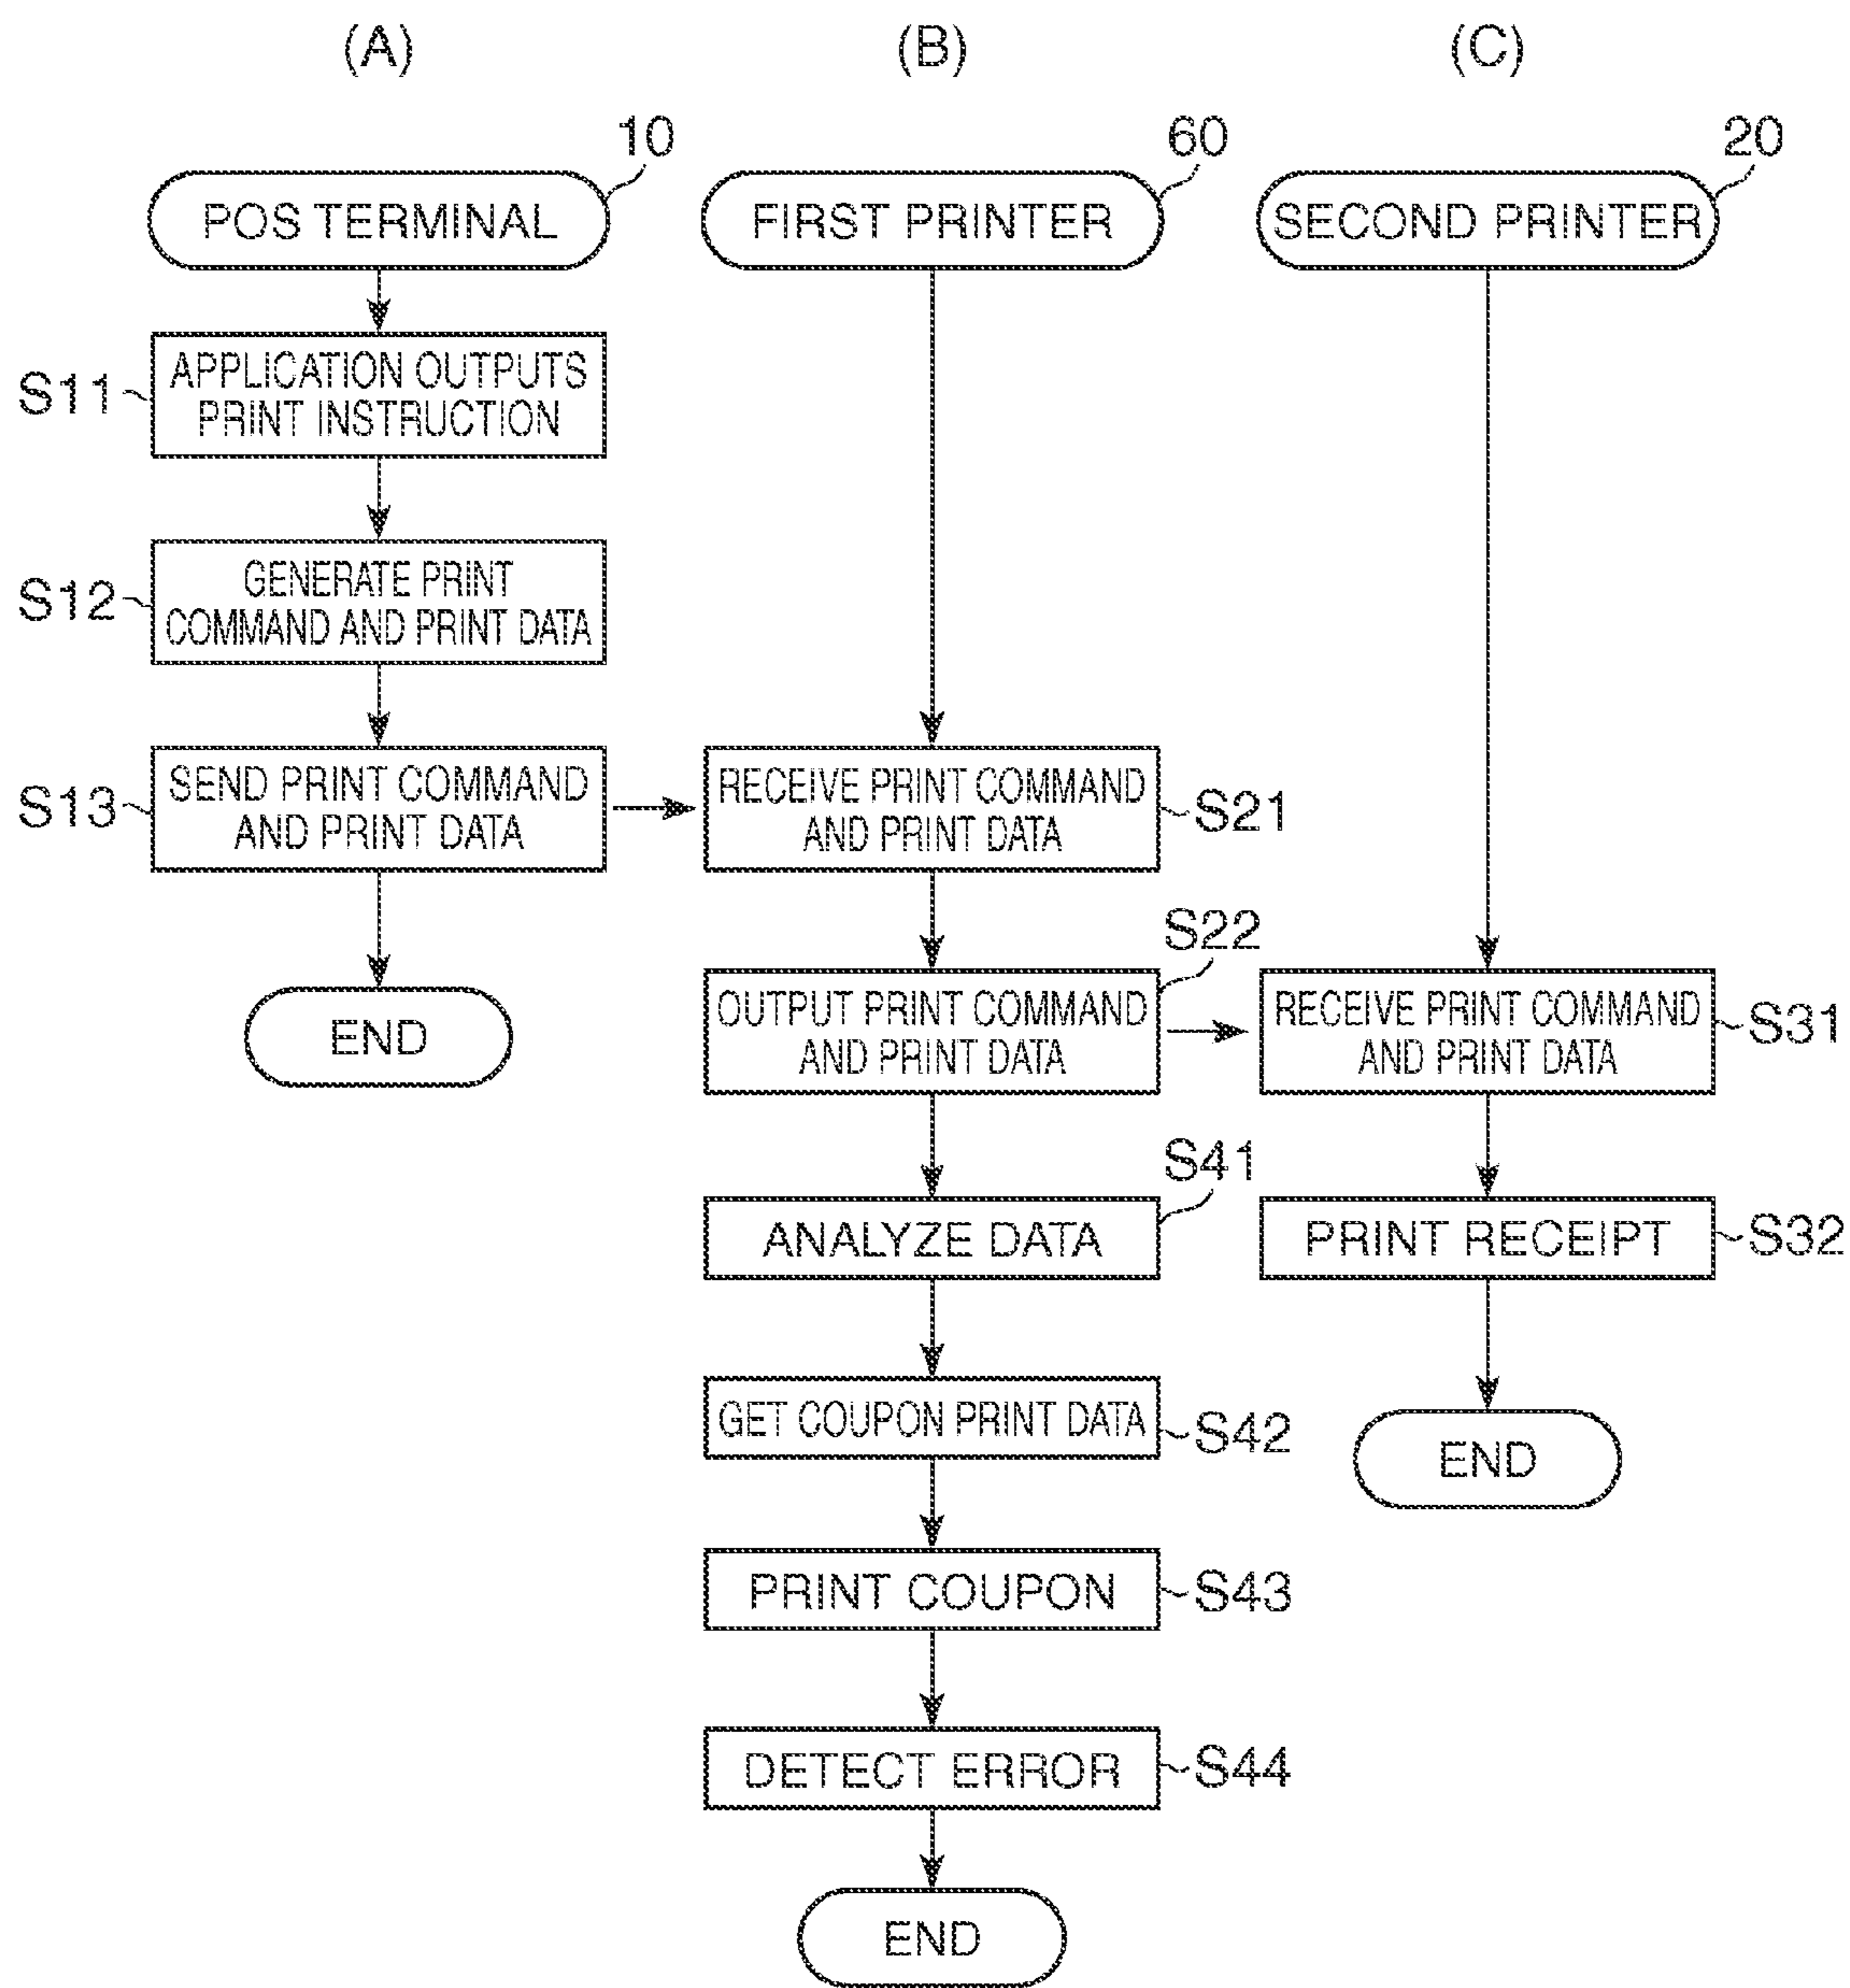 (A)
(B)
(C)
10
60
20
POS TERMINAL
FIRST PRINTER
SECOND PRINTER
S11
APPLICATION OUTPUTS
PRINT INSTRUCTION
S12
GENERATE PRINT
COMMAND AND PRINT DATA
S13
SEND PRINT COMMAND
AND PRINT DATA
RECEIVE PRINT COMMAND
AND PRINT DATA
S21
S22
END
OUTPUT PRINT COMMAND
AND PRINT DATA
RECEIVE PRINT COMMAND
AND PRINT DATA
S31
S41
ANALYZE DATA
PRINT RECEIPT
S32
GET COUPON PRINT DATA
S42
END
PRINT COUPON
S43
DETECT ERROR
S44
END